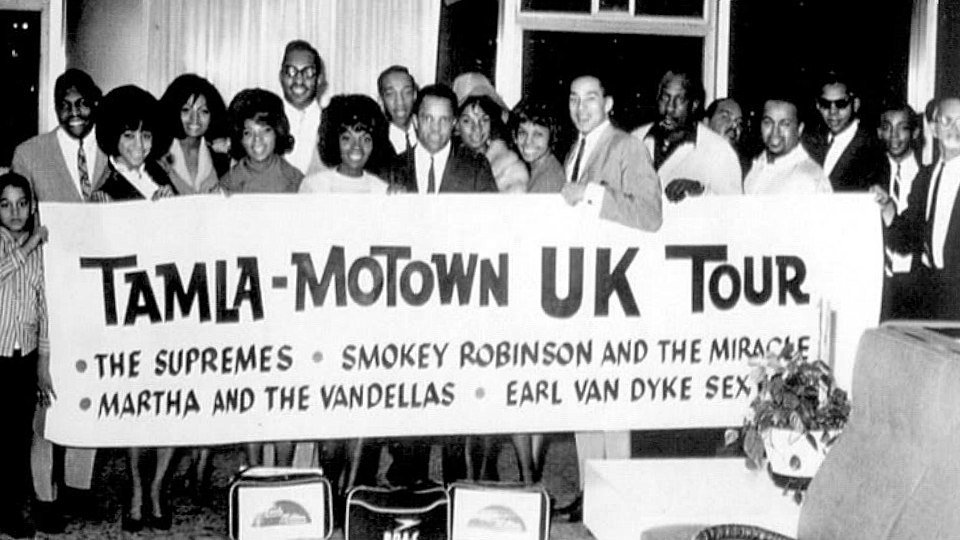 TAMLA-MOTOWN UK TOUR
• THE SUPREMES • SMOKEY ROBINSON AND THE MIRACLE
• MARTHA AND THE VANDELLAS • EARL VAN DYKE SEX